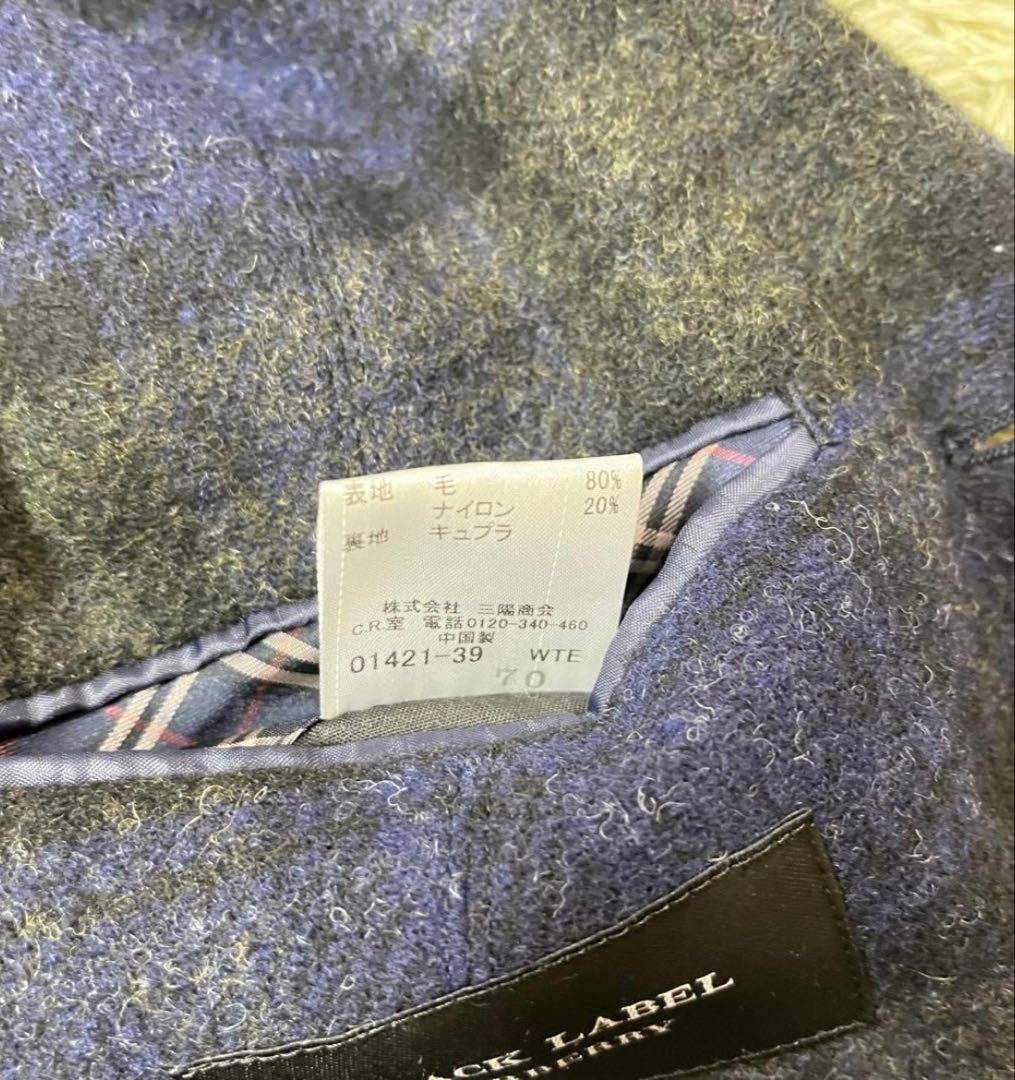 表地 毛 80%
ナイロン 20%
裏地 キュプラ
株式会社 三陽商会
C.R.室 電話0120-340-460
中国製
01421-39 WTE
70
LABEL